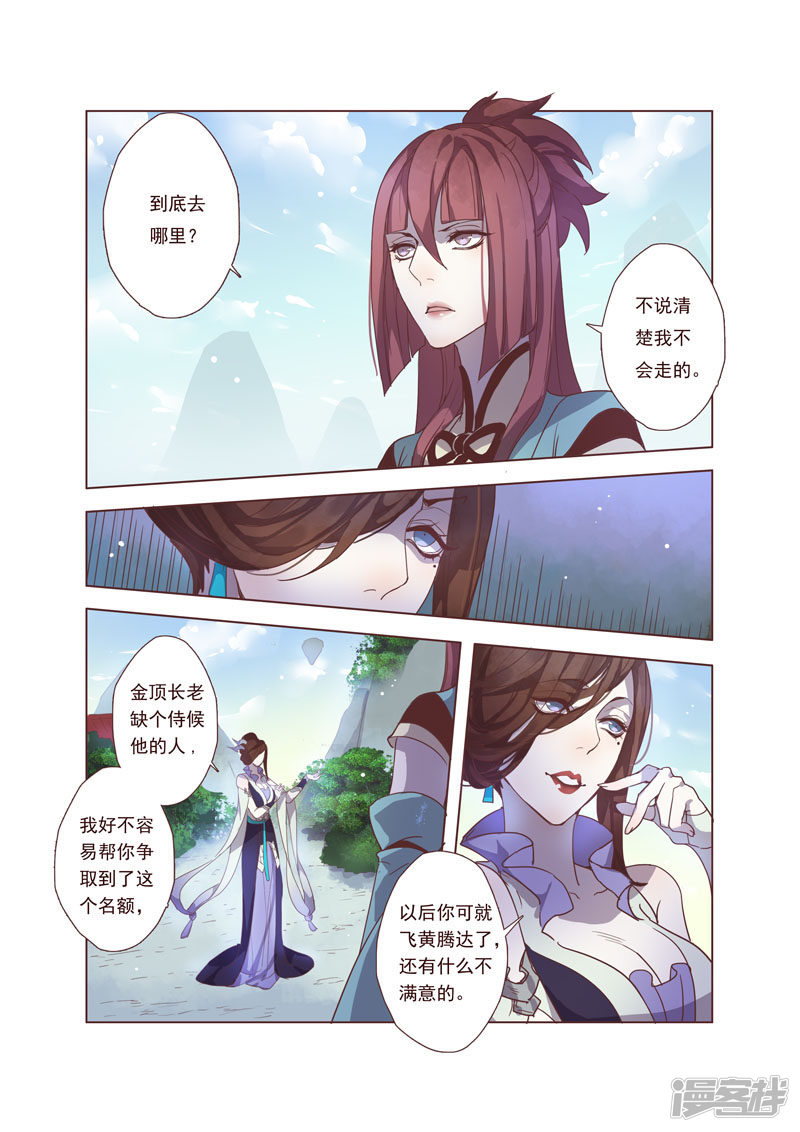 到底去
哪里？
不说清
楚我不
会走的。
金顶长老
缺个侍候
他的人，
我好不容
易帮你争
取到了这
个名额，
以后你可就
飞黄腾达了，
还有什么不
满意的。
漫客栈